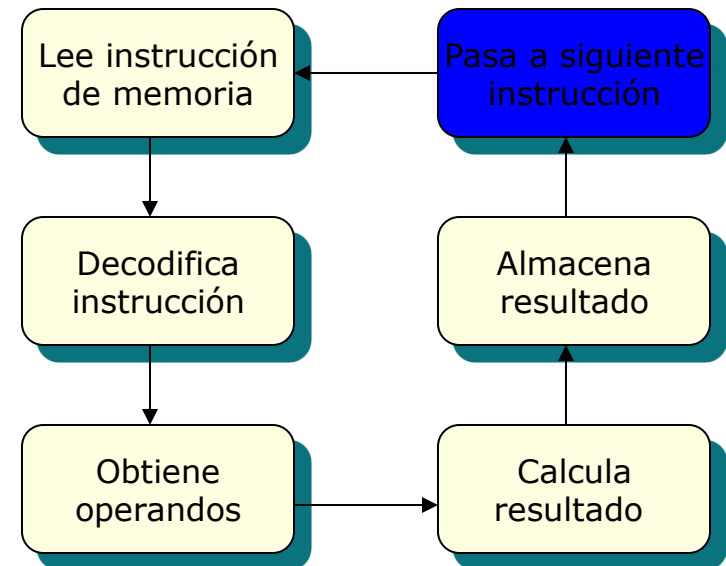 Lee instrucción
de memoria
Pasa a siguiente
instrucción
Decodifica
instrucción
Almacena
resultado
Obtiene
operandos
Calcula
resultado